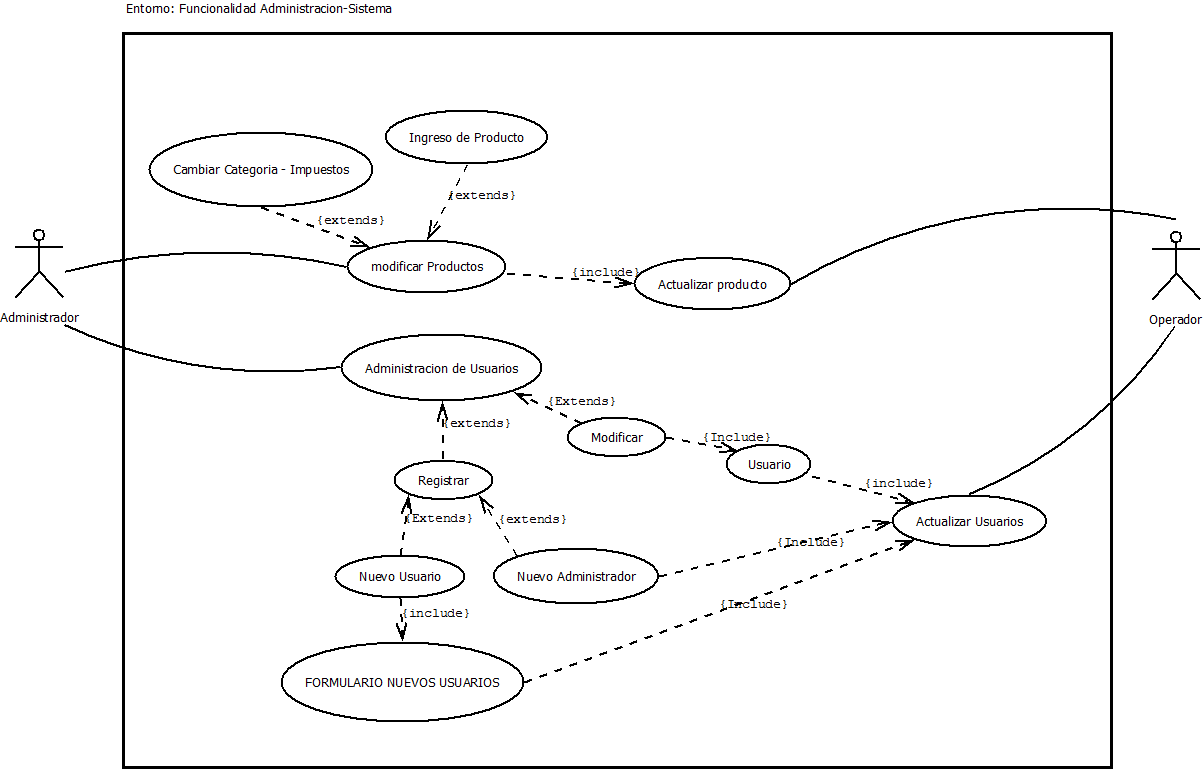 Entorno: Funcionalidad Administracion-Sistema
Ingreso de Producto
Cambiar Categoria - Impuestos
{extends}
{extends}
modificar Productos
{include}
Actualizar producto
Administrador
Operador
Administracion de Usuarios
{Extends}
{extends}
Modificar
{Include}
Usuario
Registrar
{include}
{Extends}
{extends}
Actualizar Usuarios
{Include}
Nuevo Usuario
Nuevo Administrador
{Include}
{include}
FORMULARIO NUEVOS USUARIOS